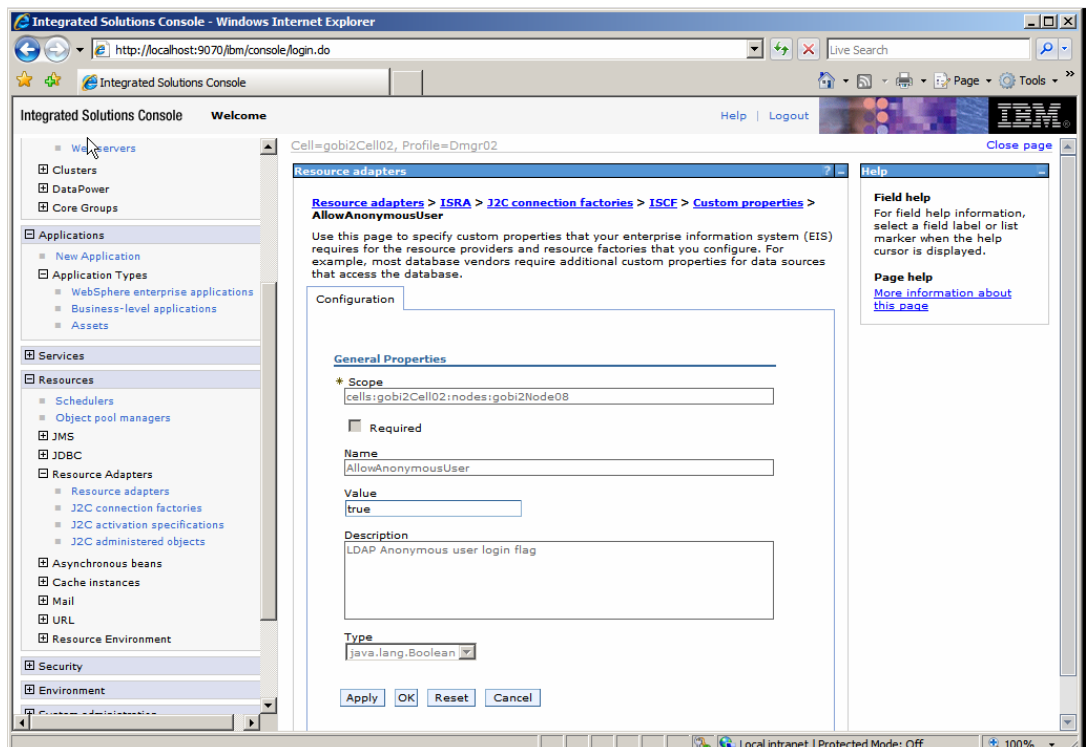 Integrated Solutions Console - Windows Internet Explorer
http://localhost:9070/ibm/console/login.do
Live Search
Integrated Solutions Console
Page
Tools
Integrated Solutions Console Welcome
Help | Logout
IBM
Cell=gobi2Cell02, Profile=Dmgr02
Close page
servers
Clusters
DataPower
Core Groups
Applications
New Application
Application Types
WebSphere enterprise applications
Business-level applications
Assets
Services
Resources
Schedulers
Object pool managers
JMS
JDBC
Resource Adapters
Resource adapters
J2C connection factories
J2C activation specifications
J2C administered objects
Asynchronous beans
Cache instances
Mail
URL
Resource Environment
Security
Environment
System administration
Resource adapters
? -
Resource adapters > ISRA > J2C connection factories > ISCF > Custom properties >
AllowAnonymousUser
Use this page to specify custom properties that your enterprise information system (EIS)
requires for the resource providers and resource factories that you configure. For
example, most database vendors require additional custom properties for data sources
that access the database.
Configuration
General Properties
* Scope
cells:gobi2Cell02:nodes:gobi2Node08
Required
Name
AllowAnonymousUser
Value
true
Description
LDAP Anonymous user login flag
Type
java.lang.Boolean
Apply OK Reset Cancel
Help
Field help
For field help information,
select a field label or list
marker when the help
cursor is displayed.
Page help
More information about
this page
Local intranet | Protected Mode: Off
100%